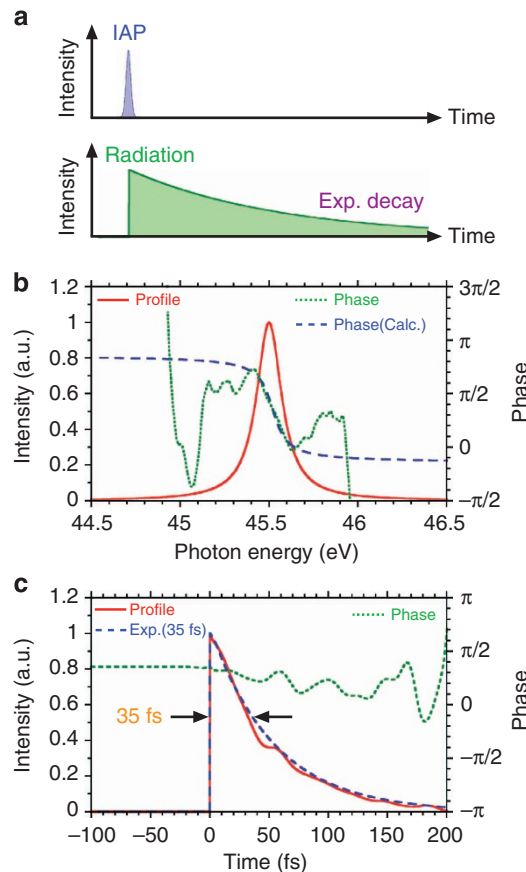 a
IAP
Intensity
Time
Radiation
Intensity
Exp. decay
Time
b
1.2
1
0.8
0.6
0.4
0.2
0
Intensity (a.u.)
Profile
Phase
Phase(Calc.)
3π/2
π
π/2
0
−π/2
Phase
44.5 45 45.5 46 46.5
Photon energy (eV)
c
1.2
1
0.8
0.6
0.4
0.2
0
Intensity (a.u.)
Profile
Exp.(35 fs)
Phase
35 fs
π
π/2
0
−π/2
−π
Phase
−100 −50 0 50 100 150 200
Time (fs)